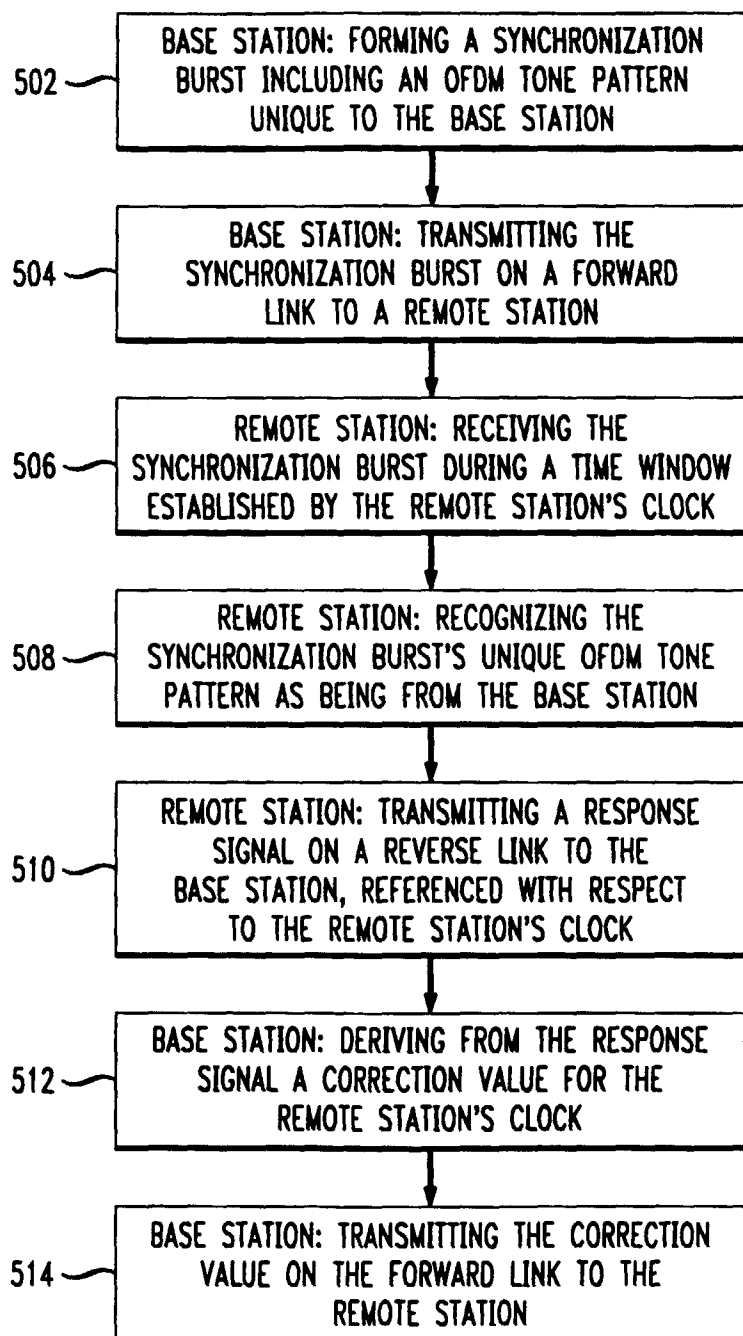 BASE STATION: FORMING A SYNCHRONIZATION
502
BURST INCLUDING AN OFDM TONE PATTERN
UNIQUE TO THE BASE STATION
BASE STATION: TRANSMITTING THE
504
SYNCHRONIZATION BURST ON A FORWARD
LINK TO A REMOTE STATION
REMOTE STATION: RECEIVING THE
506
SYNCHRONIZATION BURST DURING A TIME WINDOW
ESTABLISHED BY THE REMOTE STATION'S CLOCK
REMOTE STATION: RECOGNIZING THE
508
SYNCHRONIZATION BURST'S UNIQUE OFDM TONE
PATTERN AS BEING FROM THE BASE STATION
REMOTE STATION: TRANSMITTING A RESPONSE
SIGNAL ON A REVERSE LINK TO THE
510
BASE STATION, REFERENCED WITH RESPECT
TO THE REMOTE STATION'S CLOCK
BASE STATION: DERIVING FROM THE RESPONSE
512
SIGNAL A CORRECTION VALUE FOR THE
REMOTE STATION'S CLOCK
BASE STATION: TRANSMITTING THE CORRECTION
514
VALUE ON THE FORWARD LINK TO THE
REMOTE STATION